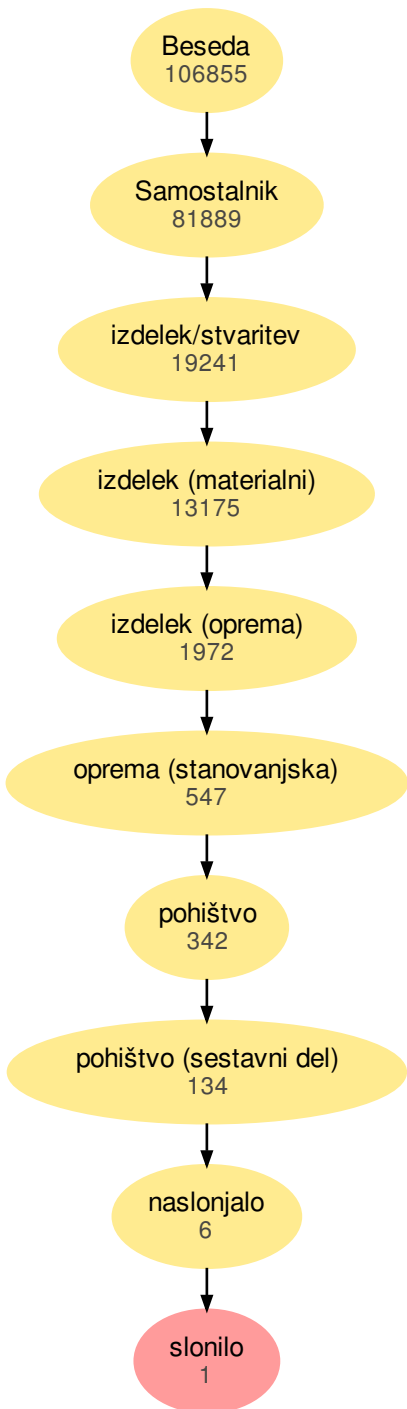 Beseda
106855
Samostalnik
81889
izdelek/stvaritev
19241
izdelek (materialni)
13175
izdelek (oprema)
1972
oprema (stanovanjska)
547
pohištvo
342
pohištvo (sestavni del)
134
naslonjalo
6
slonilo
1